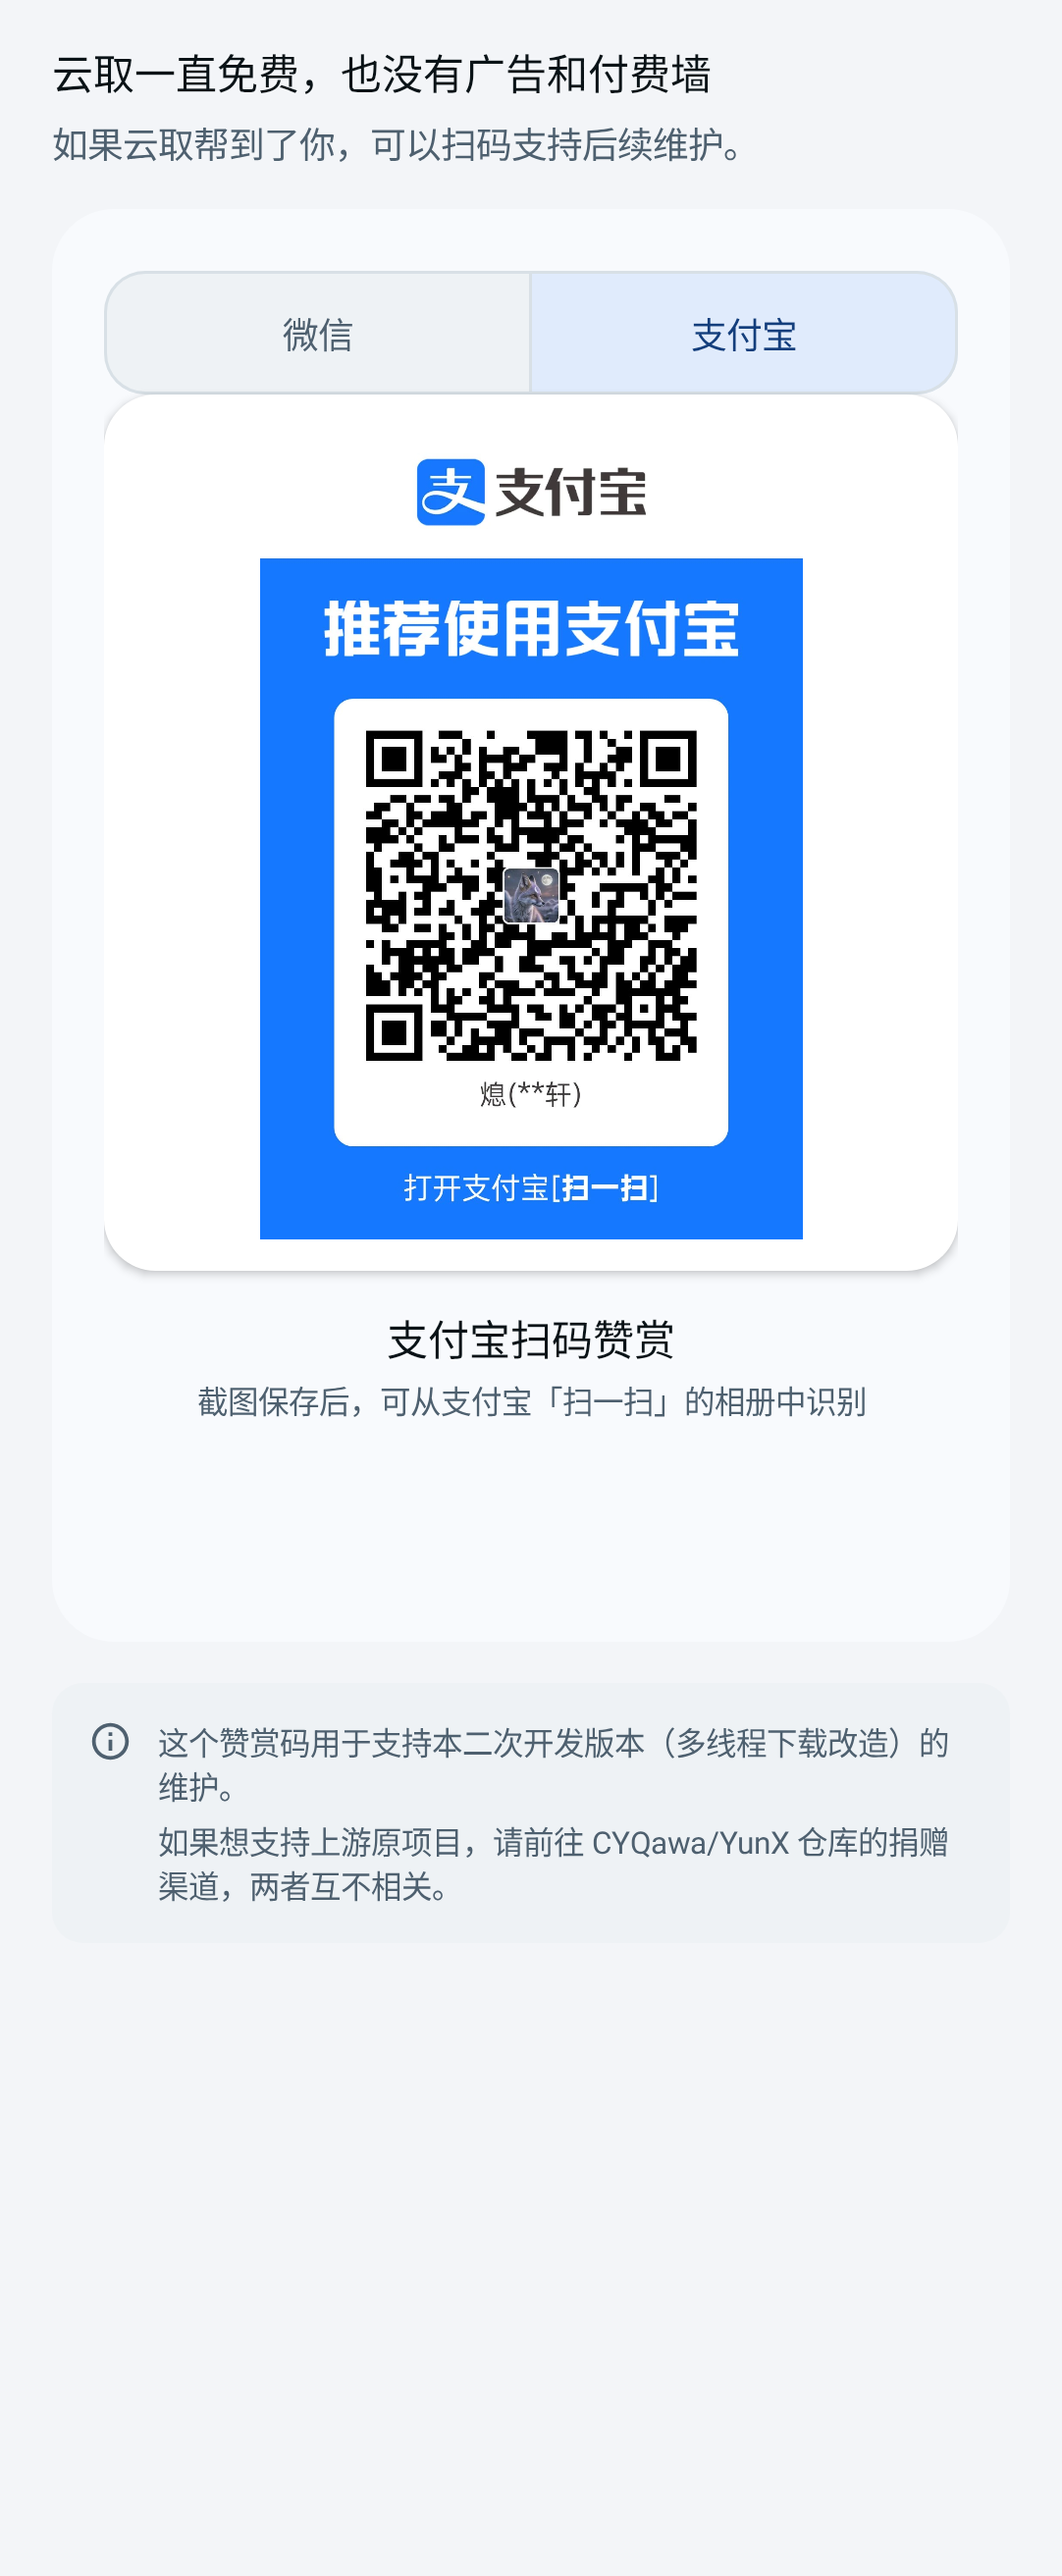 云取一直免费，也没有广告和付费墙
如果云取帮到了你，可以扫码支持后续维护。
微信
支付宝
支 支付宝
推荐使用支付宝
熄(**轩)
打开支付宝[扫一扫]
支付宝扫码赞赏
截图保存后，可从支付宝「扫一扫」的相册中识别
这个赞赏码用于支持本二次开发版本（多线程下载改造）的
维护。
如果想支持上游原项目，请前往 CYQawa/YunX 仓库的捐赠
渠道，两者互不相关。